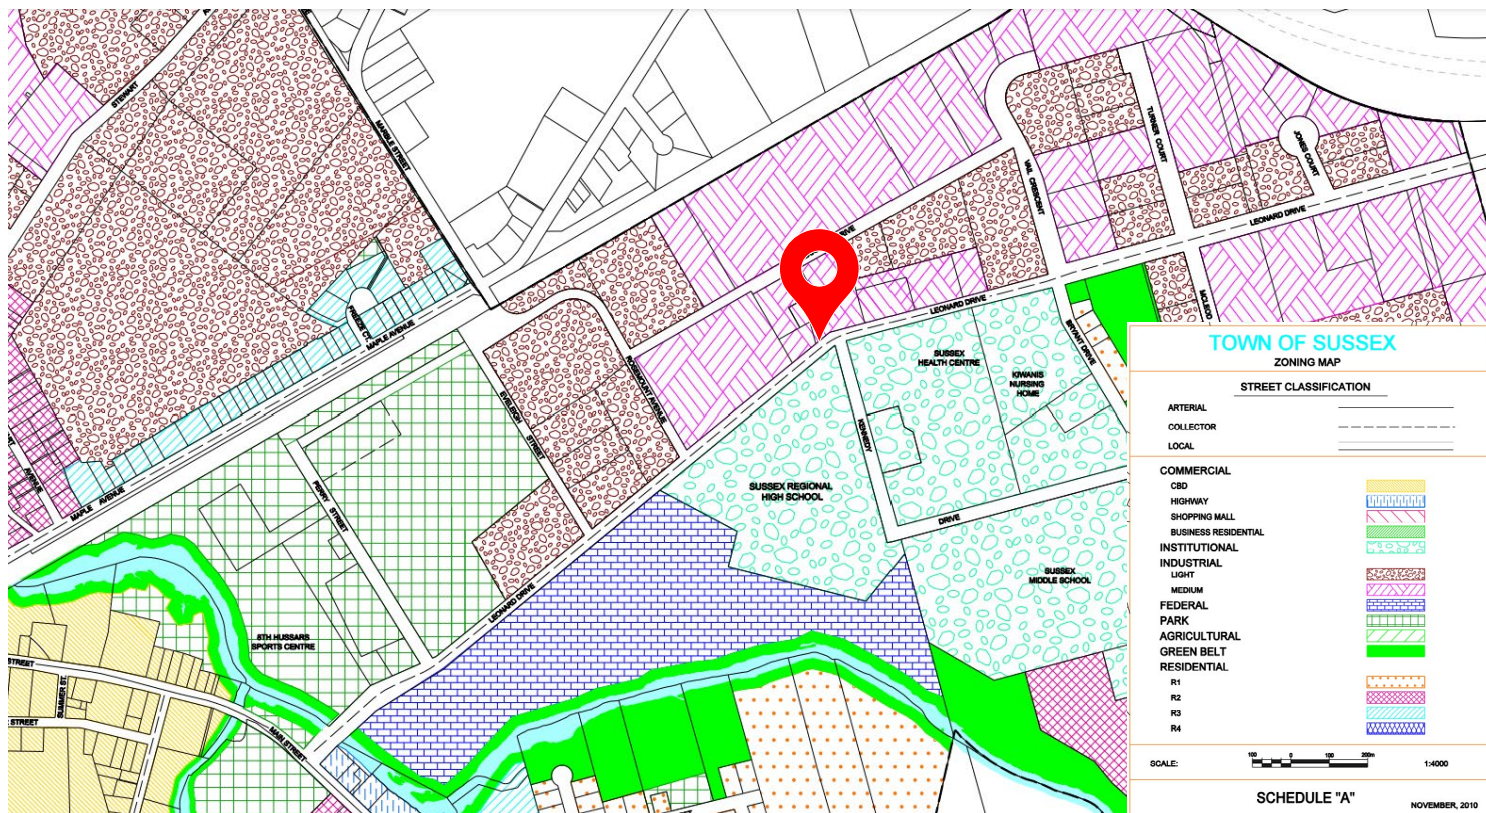 STEWART
MARBLE STREET
FREEZE CT.
MAPLE AVENUE
MAPLE AVENUE
AVENUE
PERRY STREET
EVELEIGH STREET
ROSEMOUNT AVENUE
LEONARD DRIVE
8TH HUSSARS
SPORTS CENTRE
STREET
SUMMER ST.
STREET
MAIN STREET
DRIVE
VAIL CRESCENT
TURNER COURT
JONES COURT
LEONARD DRIVE
LEONARD DRIVE
MCLEOD
BRYANT DRIVE
SUSSEX
HEALTH CENTRE
KIWANIS
NURSING
HOME
KENNEDY
DRIVE
SUSSEX REGIONAL
HIGH SCHOOL
SUSSEX
MIDDLE SCHOOL
TOWN OF SUSSEX
ZONING MAP
STREET CLASSIFICATION
ARTERIAL
COLLECTOR
LOCAL
COMMERCIAL
CBD
HIGHWAY
SHOPPING MALL
BUSINESS RESIDENTIAL
INSTITUTIONAL
INDUSTRIAL
LIGHT
MEDIUM
FEDERAL
PARK
AGRICULTURAL
GREEN BELT
RESIDENTIAL
R1
R2
R3
R4
SCALE:
100 0 100 200m
1:4000
SCHEDULE "A"
NOVEMBER, 2010